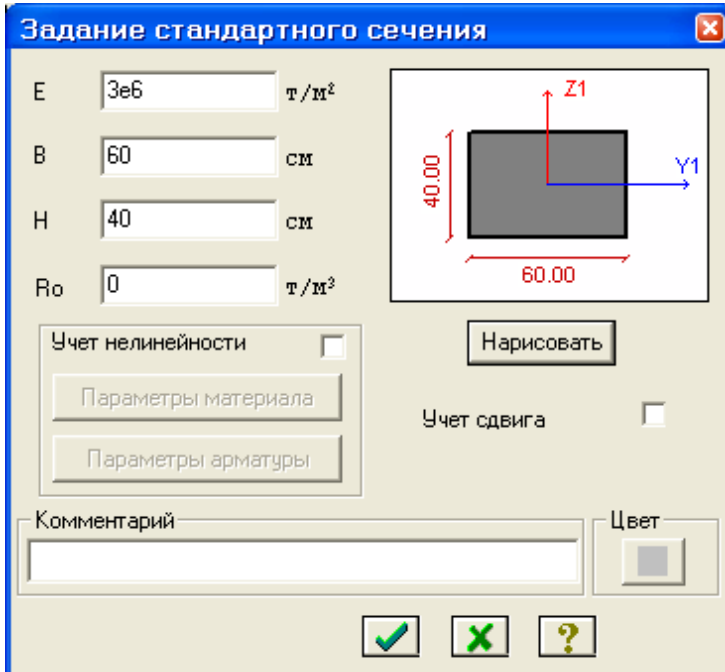 Задание стандартного сечения
E 3e6 т/м²
B 60 см
H 40 см
Ro 0 т/м³
Z1
Y1
40.00
60.00
Учет нелинейности
Параметры материала
Параметры арматуры
Нарисовать
Учет сдвига
Комментарий
Цвет
?